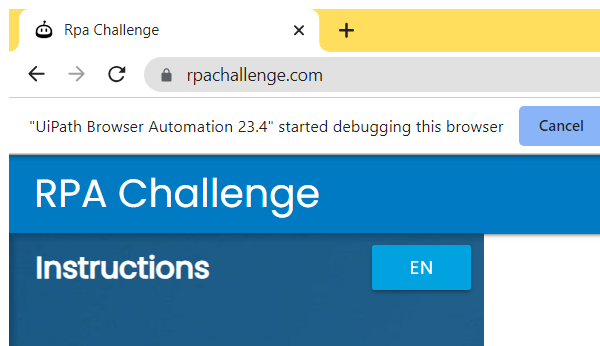 Rpa Challenge
rpachallenge.com
"UiPath Browser Automation 23.4" started debugging this browser
Cancel
RPA Challenge
Instructions
EN